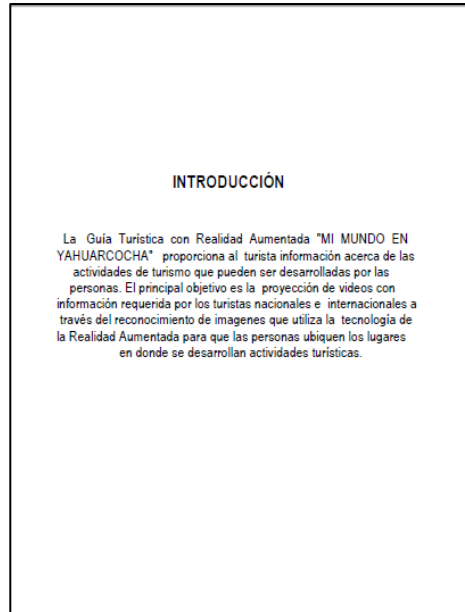 INTRODUCCIÓN
La Guía Turística con Realidad Aumentada "MI MUNDO EN
YAHUARCOCHA" proporciona al turista información acerca de las
actividades de turismo que pueden ser desarrolladas por las
personas. El principal objetivo es la proyección de videos con
información requerida por los turistas nacionales e internacionales a
través del reconocimiento de imagenes que utiliza la tecnología de
la Realidad Aumentada para que las personas ubiquen los lugares
en donde se desarrollan actividades turísticas.